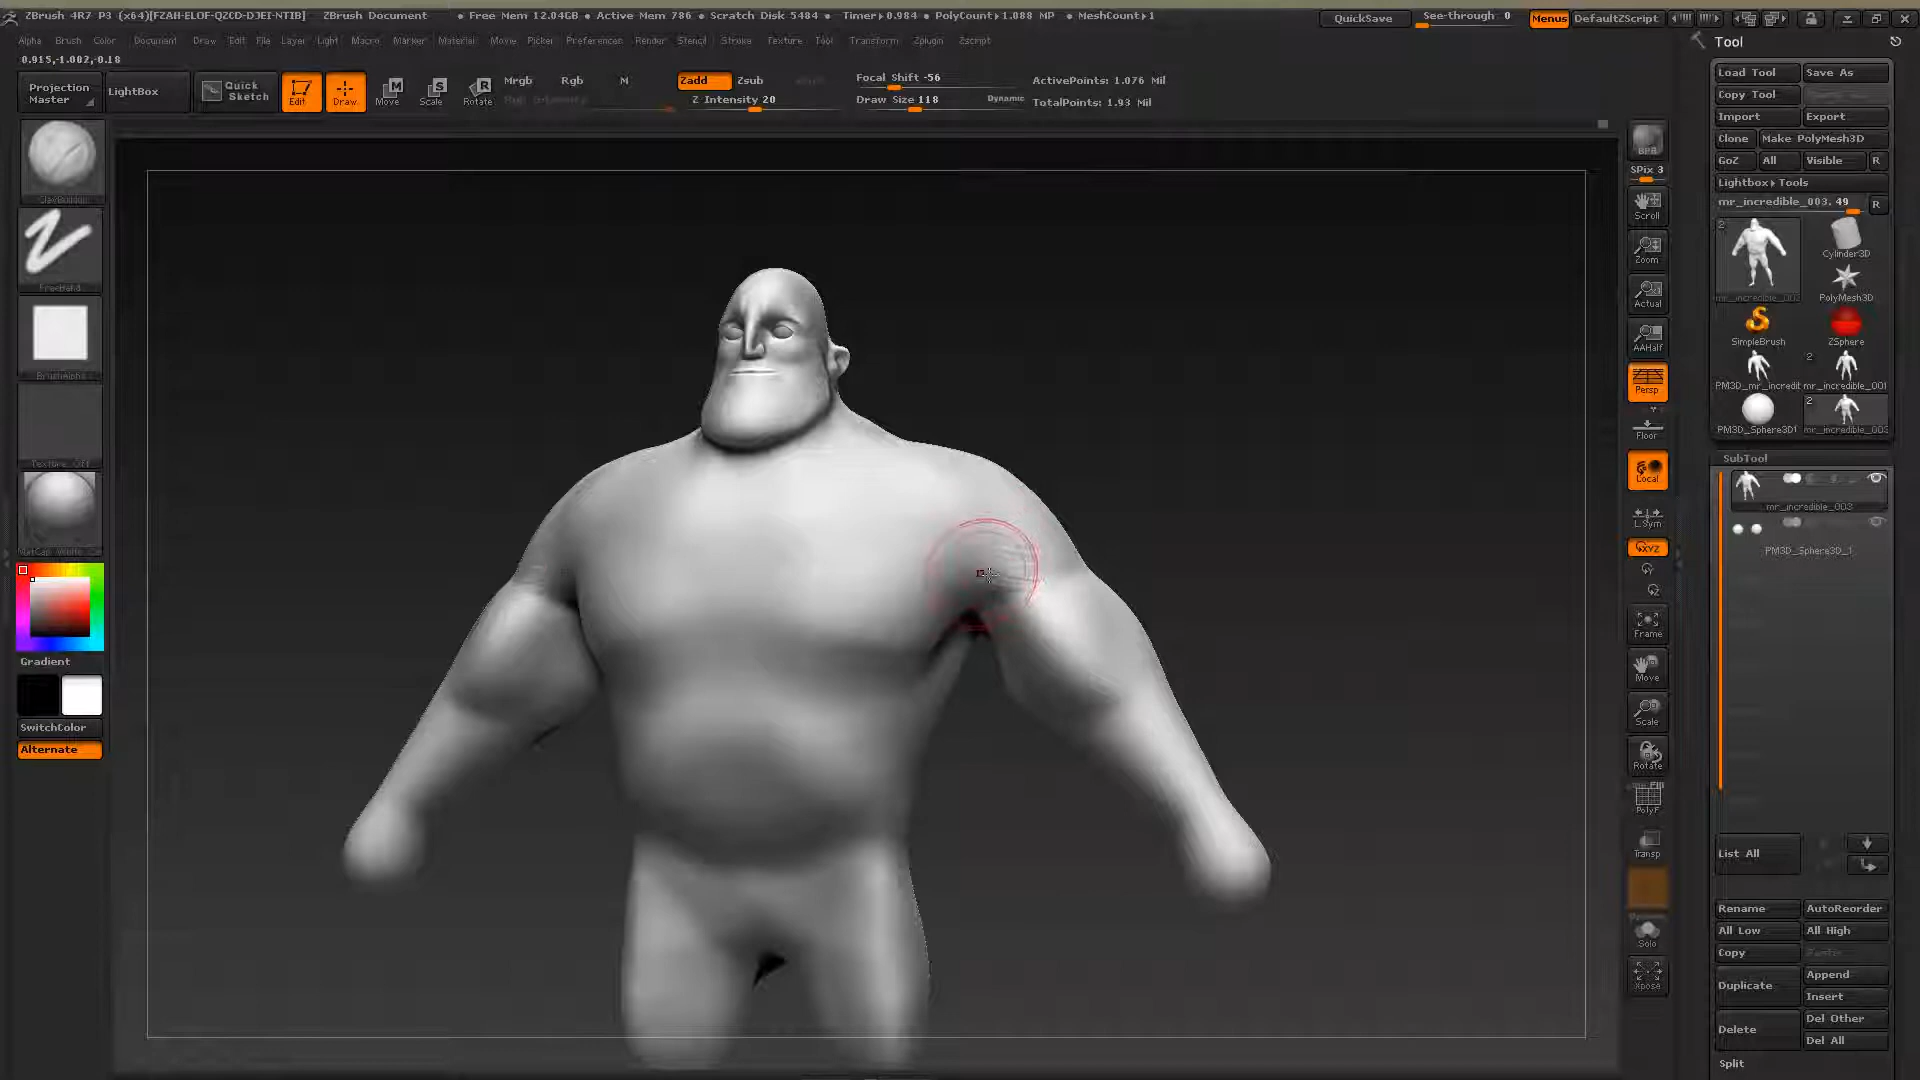 ZBrush 4R7 P3 (x64)[FZAH-ELOF-QZCD-DJEI-NTIB] ZBrush Document • Free Mem 12.04GB • Active Mem 786 • Scratch Disk 5484 • Timer▸0.984 • PolyCount▸1.088 MP • MeshCount▸1 QuickSave See-through 0 Menus DefaultZScript
Alpha Brush Color Document Draw Edit File Layer Light Macro Marker Material Movie Picker Preferences Render Stencil Stroke Texture Tool Transform Zplugin Zscript
0.915,-1.002,-0.18
Projection Master LightBox Quick Sketch Edit Draw Move Scale Rotate
Mrgb Rgb M
Zadd Zsub
Z Intensity 20
Focal Shift -56
Draw Size 118 Dynamic
ActivePoints: 1.076 Mil
TotalPoints: 1.93 Mil
FreeHand
BrushAlpha
Gradient
SwitchColor
Alternate
BPR
SPix 3
Scroll
Zoom
Actual
AAHalf
Persp
Floor
Local
L.Sym
XYZ
Frame
Move
Scale
Rotate
PolyF
Transp
Solo
Xpose
Tool
Load Tool Save As
Copy Tool
Import Export
Clone Make PolyMesh3D
GoZ All Visible R
Lightbox▸Tools
mr_incredible_003. 49 R
2
Cylinder3D
PolyMesh3D
SimpleBrush ZSphere
2
PM3D_mr_incredit mr_incredible_001
2
PM3D_Sphere3D1 mr_incredible_003
SubTool
mr_incredible_003
PM3D_Sphere3D_1
List All
Rename AutoReorder
All Low All High
Copy
Duplicate Append
Insert
Delete Del Other
Del All
Split